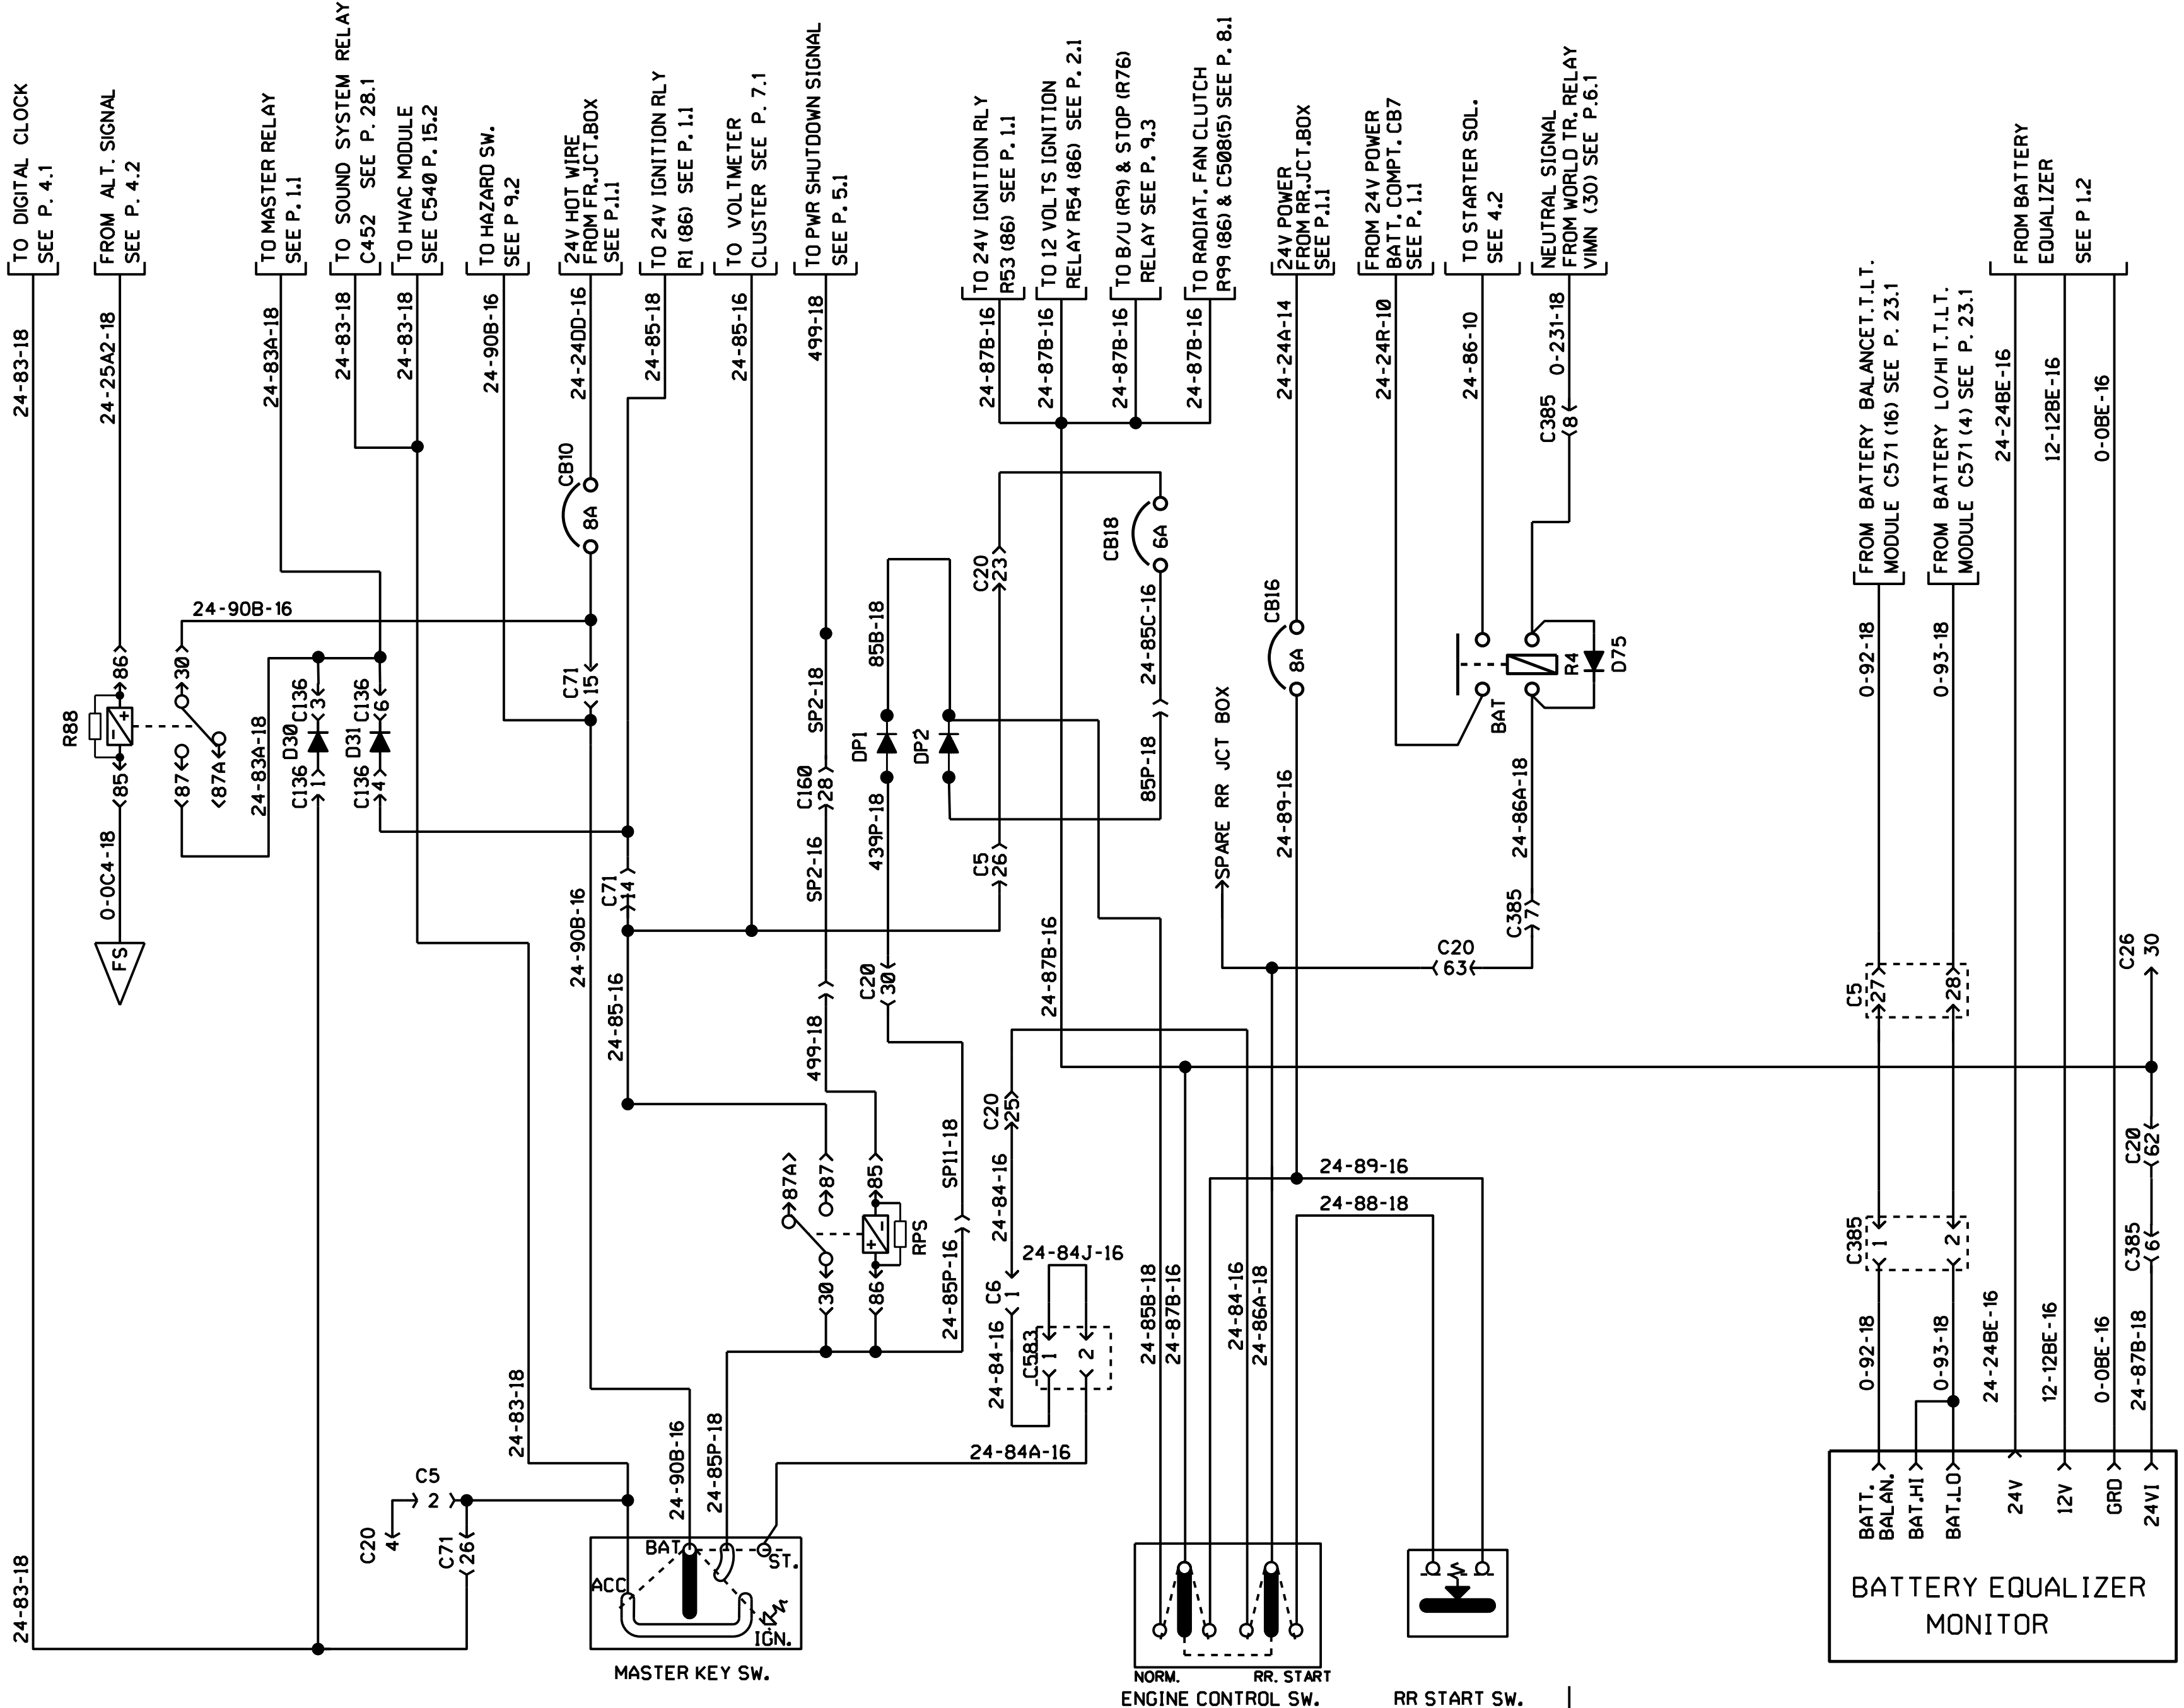 TO DIGITAL CLOCK
SEE P. 4.1
FROM ALT. SIGNAL
SEE P. 4.2
TO MASTER RELAY
SEE P. 1.1
TO SOUND SYSTEM RELAY
C452 SEE P. 28.1
TO HVAC MODULE
SEE C540 P. 15.2
TO HAZARD SW.
SEE P 9.2
24V HOT WIRE
FROM FR.JCT.BOX
SEE P.1.1
TO 24V IGNITION RLY
R1 (86) SEE P. 1.1
TO VOLTMETER
CLUSTER SEE P. 7.1
TO PWR SHUTDOWN SIGNAL
SEE P. 5.1
TO 24V IGNITION RLY
R53 (86) SEE P. 1.1
TO 12 VOLTS IGNITION
RELAY R54 (86) SEE P. 2.1
TO B/U (R9) & STOP (R76)
RELAY SEE P. 9.3
TO RADIAT. FAN CLUTCH
R99 (86) & C508(5) SEE P. 8.1
24V POWER
FROM RR.JCT.BOX
SEE P.1.1
FROM 24V POWER
BATT. COMPT. CB7
SEE P. 1.1
TO STARTER SOL.
SEE 4.2
NEUTRAL SIGNAL
FROM WORLD TR. RELAY
VIMN (30) SEE P.6.1
FROM BATTERY BALANCET.T.LT.
MODULE C571 (16) SEE P. 23.1
FROM BATTERY LO/HI T.T.LT.
MODULE C571 (4) SEE P. 23.1
FROM BATTERY
EQUALIZER
SEE P 1.2
24-83-18
24-25A2-18
24-83A-18
24-83-18
24-83-18
24-90B-16
24-24DD-16
24-85-18
24-85-16
499-18
24-87B-16
24-87B-16
24-87B-16
24-87B-16
24-24A-14
24-24R-10
24-86-10
0-231-18
C385
8
24-24BE-16
12-12BE-16
0-0BE-16
CB10
8A
24-90B-16
R88
86
85
30
87
87A
24-83A-18
C136
3
D30
C136
1
C136
6
D31
C136
4
C71
15
0-0C4-18
FS
C71
14
24-90B-16
24-85-16
SP2-18
C160
28
SP2-16
499-18
85B-18
DP1
DP2
439P-18
C20
30
C20
23
CB18
6A
24-85C-16
85P-18
C5
26
24-87B-16
SPARE RR JCT BOX
CB16
8A
24-89-16
BAT
R4
D75
24-86A-18
C385
7
C20
63
0-92-18
0-93-18
C5
27
28
C26
30
C20
25
24-84-16
SP11-18
24-85P-16
87A
87
85
30
86
RPS
C6
1
24-84J-16
24-84-16
C583
1
2
24-84A-16
24-89-16
24-88-18
24-85B-18
24-87B-16
24-84-16
24-86A-18
C20
62
C385
1
2
C385
6
0-92-18
0-93-18
24-24BE-16
12-12BE-16
0-0BE-16
24-87B-18
24-83-18
24-90B-16
24-85P-18
C5
2
C20
4
C71
26
24-83-18
BAT
ST.
ACC
IGN.
MASTER KEY SW.
NORM.
RR. START
ENGINE CONTROL SW.
RR START SW.
BATT.
BALAN.
BAT.HI
BAT.LO
24V
12V
GRD
24VI
BATTERY EQUALIZER
MONITOR